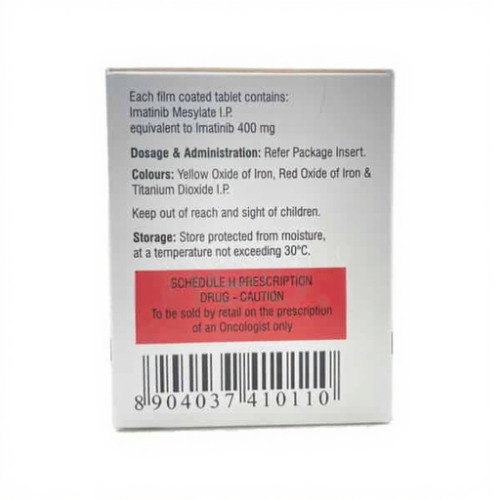 Each film coated tablet contains:
Imatinib Mesylate I.P.
equivalent to Imatinib 400 mg
Dosage & Administration: Refer Package Insert.
Colours: Yellow Oxide of Iron, Red Oxide of Iron &
Titanium Dioxide I.P.
Keep out of reach and sight of children.
Storage: Store protected from moisture,
at a temperature not exceeding 30°C.
SCHEDULE H PRESCRIPTION
DRUG - CAUTION
To be sold by retail on the prescription
of an Oncologist only
8 904037 410110